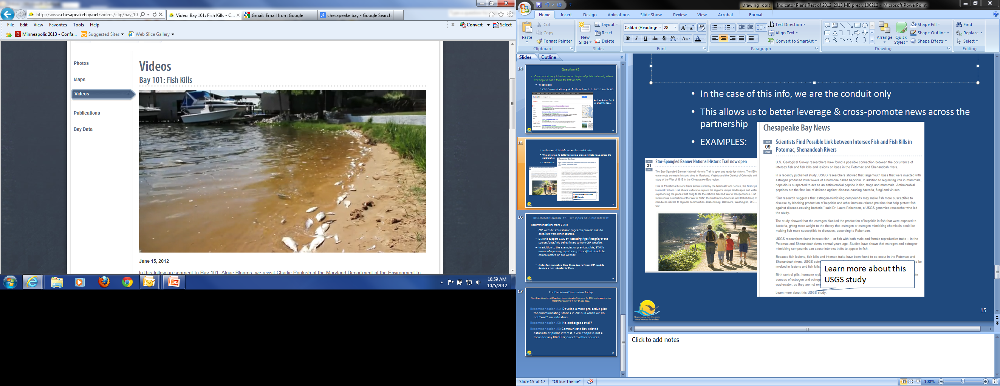 http://www.chesapeakebay.net/videos/clip/bay_10
Video: Bay 101: Fish Kills - C...
Gmail: Email from Google
chesapeake bay - Google Search
File Edit View Favorites Tools Help
Convert Select
Minneapolis 2013 - Confa...
Suggested Sites
Web Slice Gallery
Photos
Maps
Videos
Publications
Bay Data
Videos
Bay 101: Fish Kills
June 15, 2012
In this follow-up segment to Bay 101: Algae Blooms, we revisit Charlie Poukish of the Maryland Department of the Environment to
10:59 AM
10/5/2012
Drawing Tools
Indicator Plans Rest of 2012 2013 MB pres v 100212 - Microsoft PowerPoint
Home Insert Design Animations Slide Show Review View Acrobat Format
Paste
Cut
Copy
Format Painter
Clipboard
New Slide
Layout
Reset
Delete
Slides
Calibri (Headings 28
Font
Text Direction
Align Text
Convert to SmartArt
Paragraph
Arrange
Quick Styles
Shape Fill
Shape Outline
Shape Effects
Drawing
Find
Replace
Select
Editing
Slides Outline
14
Question #3:
Communicating / Info-sharing on topics of public interest, when
the topic is not a focus for CBP or GITs
– To consider:
• CBP Communications goals for the web are to be THE 1st stop for info
As of last Friday, Oct 5:
we are at the top...
15
• In the case of this info, we are the conduit only
• This allows us to better leverage & cross-promote news across the
partnership
• EXAMPLES:
Learn more about this
USGS study
16
RECOMMENDATION #3 – re: Topics of Public Interest
Recommendations from STAR:
– CBP website stories/issue pages can provide links to
data/info from other sources.
– STAR to support CWG by assessing rigor/integrity of the
sources/data/info being linked to from CBP website.
– In addition to the examples on previous slide, STAR is
aware of upcoming reports (e.g. toxics) that should be
communicated on our website.
– Note: Communicating these things does not mean CBP needs to
develop a new indicator for them.
17
For Decision/Discussion Today
Next Step: Based on MB feedback today, develop final plans for 2013 and present to the
MB for their approval in Nov or Dec 2012.
Recommendation #1: Develop a more pro-active plan
for communicating stories in 2013 in which we do
not "wait" on indicators
Recommendation #2: No embargoes at all?
Recommendation #3: Communicate Bay-related
data/info of public interest, even if topic is not a
focus for any CBP GITs; direct to other sources
• In the case of this info, we are the conduit only
• This allows us to better leverage & cross-promote news across the
partnership
• EXAMPLES:
Jul
31
2012
Star-Spangled Banner National Historic Trail now open
The Star-Spangled Banner National Historic Trail is open and ready for visitors. The 560-
water route connects historic sites in Maryland, Virginia and the District of Columbia whi
story of the War of 1812 in the Chesapeake Bay region.
One of 19 national historic trails administered by the National Park Service, the Star-Spa
National Historic Trail allows visitors to explore the region's unique landscapes and water
experiencing the places that bring to life the nation's Second War of Independence. Part
bicentennial celebration of the War of 1812, the trail traces American and British troop m
introduces visitors to regional communities--Bladensburg, Baltimore, Washington, D.C.--
war.
Chesapeake Bay News
Jun
09
2009
Scientists Find Possible Link between Intersex Fish and Fish Kills in
Potomac, Shenandoah Rivers
U.S. Geological Survey researchers have found a possible connection between the occurrence of
intersex fish and fish kills and lesions on bass in the Potomac and Shenandoah rivers.
In a recently published study, USGS researchers showed that largemouth bass that were injected with
estrogen produced lower levels of a hormone called hepcidin. In addition to regulating iron in mammals,
hepcidin is suspected to act as an antimicrobial peptide in fish, frogs and mammals. Antimicrobial
peptides are the first line of defense against disease-causing bacteria, fungi and viruses.
"Our research suggests that estrogen-mimicking compounds may make fish more susceptible to
disease by blocking production of hepcidin and other immune-related proteins that help protect fish
against disease-causing bacteria," said Dr. Laura Robertson, a USGS genomics researcher who led
the study.
The study showed that the estrogen blocked the production of hepcidin in fish that were exposed to
bacteria, giving more weight to the theory that estrogen or estrogen-mimicking chemicals could be
making fish more susceptible to diseases, according to Robertson.
USGS researchers found intersex fish -- or fish with both male and female reproductive traits -- in the
Potomac and Shenandoah rivers several years ago. Studies have shown that estrogen and estrogen-
mimicking compounds can cause intersex traits to appear in fish.
Because fish lesions, fish kills and intersex traits have been found to co-occur in the Potomac and
Shenandoah rivers, USGS scien so be
involved in lesions and fish kills.
Birth control pills, hormone repl
sources of estrogen and estrog
wastewater, as they are not rem
Learn more about this USGS study.
Learn more about this
USGS study
Chesapeake Bay Program
15
Click to add notes
Slide 15 of 17
"Office Theme"
100%